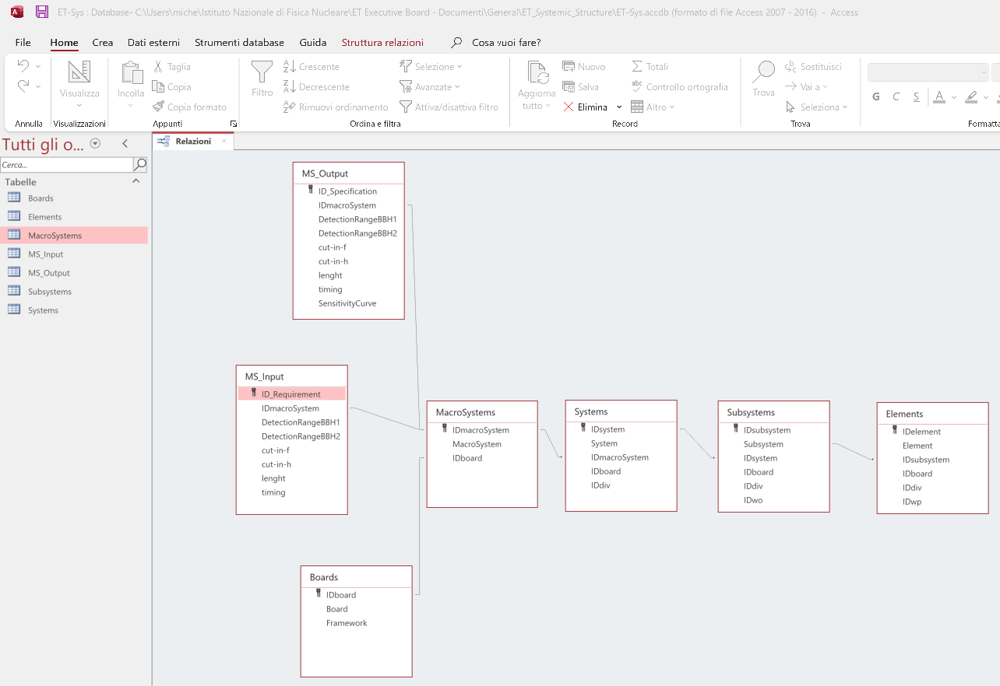 ET-Sys : Database- C:\Users\miche\Istituto Nazionale di Fisica Nucleare\ET Executive Board - Documenti\General\ET_Systemic_Structure\ET-Sys.accdb (formato di file Access 2007 - 2016) - Access
File Home Crea Dati esterni Strumenti database Guida Struttura relazioni Cosa vuoi fare?
Visualizza
Incolla
Taglia
Copia
Copia formato
Filtro
Crescente
Decrescente
Rimuovi ordinamento
Selezione
Avanzate
Attiva/disattiva filtro
Aggiorna
tutto
Nuovo
Salva
Elimina
Totali
Controllo ortografia
Altro
Trova
Sostituisci
Vai a
Seleziona
G C S A
Annulla Visualizzazioni Appunti Ordina e filtra Record Trova Formatta
Tutti gli o...
Cerca...
Tabelle
Boards
Elements
MacroSystems
MS_Input
MS_Output
Subsystems
Systems
Relazioni
MS_Output
ID_Specification
IDmacroSystem
DetectionRangeBBH1
DetectionRangeBBH2
cut-in-f
cut-in-h
lenght
timing
SensitivityCurve
MS_Input
ID_Requirement
IDmacroSystem
DetectionRangeBBH1
DetectionRangeBBH2
cut-in-f
cut-in-h
lenght
timing
MacroSystems
IDmacroSystem
MacroSystem
IDboard
Systems
IDsystem
System
IDmacroSystem
IDboard
IDdiv
Subsystems
IDsubsystem
Subsystem
IDsystem
IDboard
IDdiv
IDwo
Elements
IDelement
Element
IDsubsystem
IDboard
IDdiv
IDwp
Boards
IDboard
Board
Framework